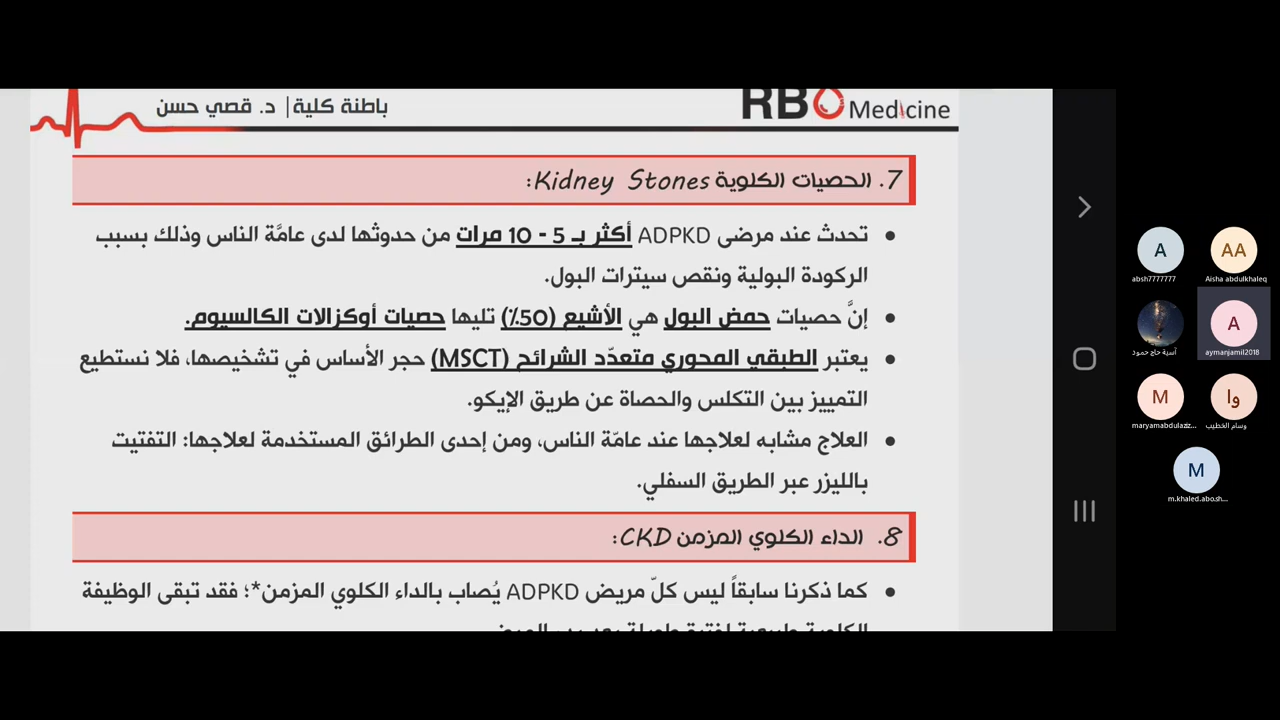 باطنة كلية| د. قصي حسن
RBO Medicine
7. الحصيات الكلوية Kidney Stones:
• تحدث عند مرضى ADPKD أكثر بـ 5 - 10 مرات من حدوثها لدى عامَّة الناس وذلك بسبب
الركودة البولية ونقص سيترات البول.
• إنَّ حصيات حمض البول هي الأشيع (50٪) تليها حصيات أوكزالات الكالسيوم.
• يعتبر الطبقي المحوري متعدّد الشرائح (MSCT) حجر الأساس في تشخيصها، فلا نستطيع
التمييز بين التكلس والحصاة عن طريق الإيكو.
• العلاج مشابه لعلاجها عند عامّة الناس، ومن إحدى الطرائق المستخدمة لعلاجها: التفتيت
بالليزر عبر الطريق السفلي.
8. الداء الكلوي المزمن CKD:
• كما ذكرنا سابقاً ليس كلّ مريض ADPKD يُصاب بالداء الكلوي المزمن*؛ فقد تبقى الوظيفة
A
absh7777777
AA
Aisha abdulkhaleq
آسية حاج حمود
A
aymanjamil2018
M
maryamabdulaziz...
وا
وسام الخطيب
M
m.khaled.abo.sh...